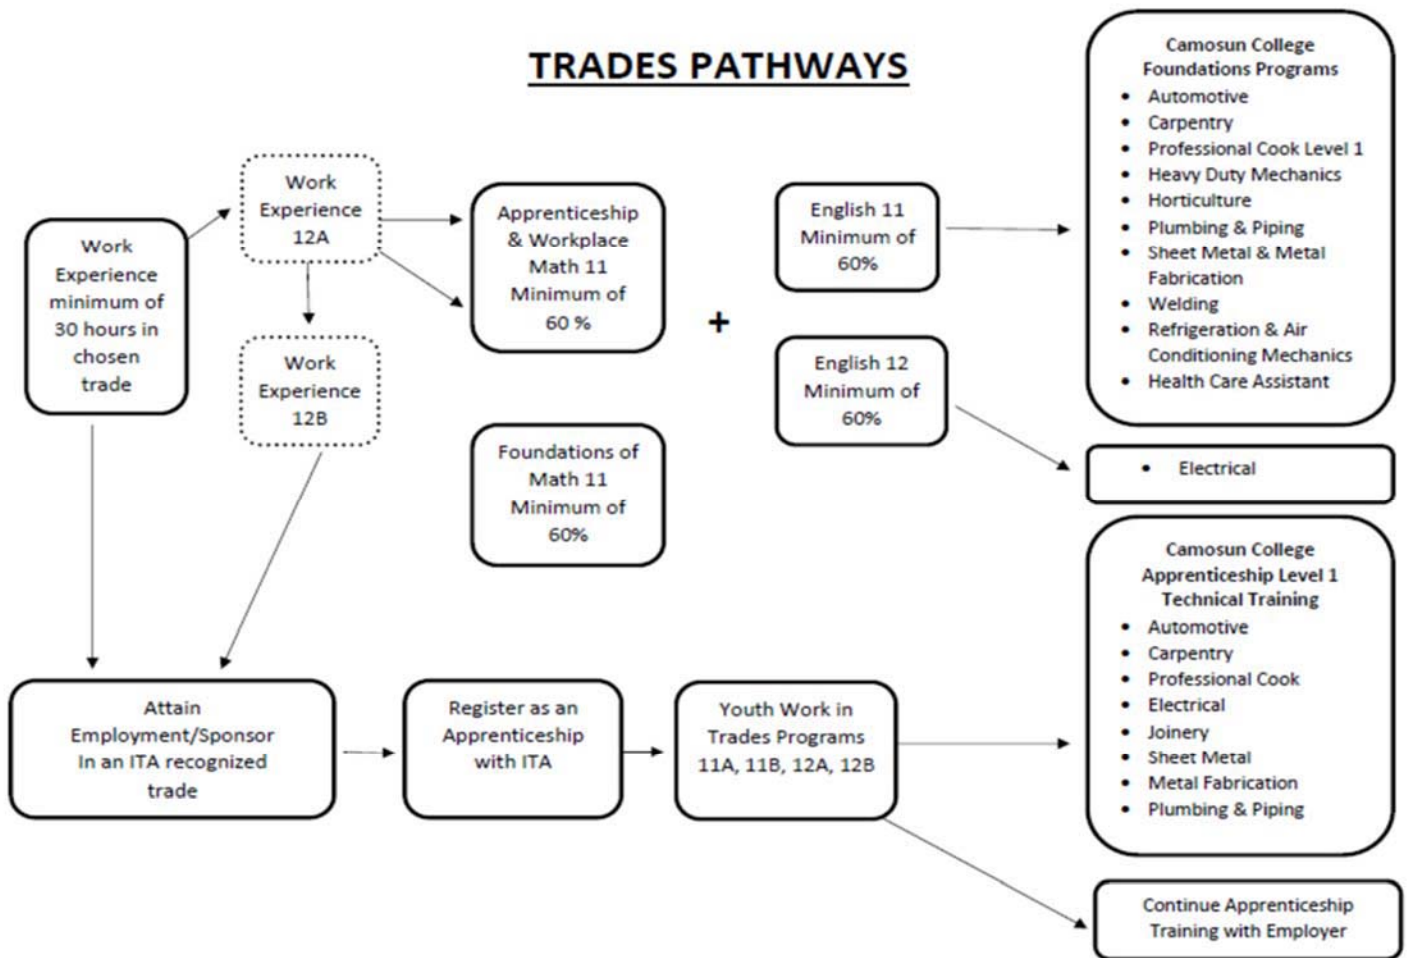 TRADES PATHWAYS
Work
Experience
minimum of
30 hours in
chosen
trade
Work
Experience
12A
Work
Experience
12B
Apprenticeship
& Workplace
Math 11
Minimum of
60 %
Foundations of
Math 11
Minimum of
60%
+
English 11
Minimum of
60%
English 12
Minimum of
60%
Camosun College
Foundations Programs
• Automotive
• Carpentry
• Professional Cook Level 1
• Heavy Duty Mechanics
• Horticulture
• Plumbing & Piping
• Sheet Metal & Metal
Fabrication
• Welding
• Refrigeration & Air
Conditioning Mechanics
• Health Care Assistant
• Electrical
Camosun College
Apprenticeship Level 1
Technical Training
• Automotive
• Carpentry
• Professional Cook
• Electrical
• Joinery
• Sheet Metal
• Metal Fabrication
• Plumbing & Piping
Attain
Employment/Sponsor
In an ITA recognized
trade
Register as an
Apprenticeship
with ITA
Youth Work in
Trades Programs
11A, 11B, 12A, 12B
Continue Apprenticeship
Training with Employer